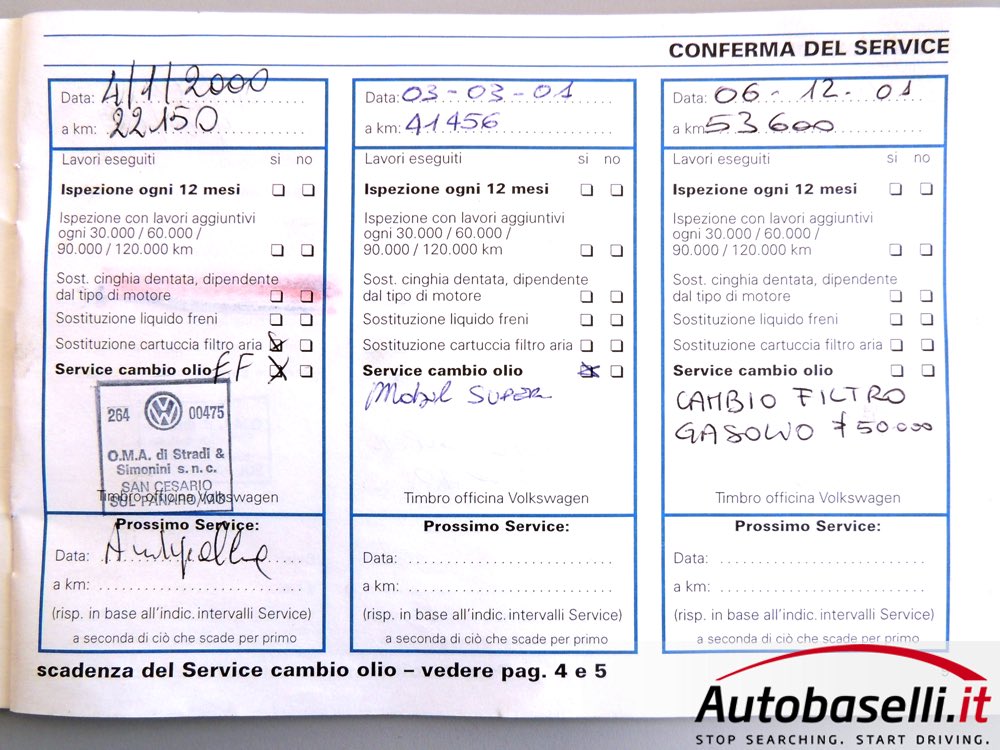 CONFERMA DEL SERVICE
Data: 4/1/2000
a km: 22150
Lavori eseguiti si no
Ispezione ogni 12 mesi
Ispezione con lavori aggiuntivi
ogni 30.000 / 60.000 /
90.000 / 120.000 km
Sost. cinghia dentata, dipendente
dal tipo di motore
Sostituzione liquido freni
Sostituzione cartuccia filtro aria
Service cambio olio EF
264 00475
O.M.A. di Stradi &
Simonini s.n.c.
SAN CESARIO
SUL PANARO/MO
Timbro officina Volkswagen
Prossimo Service:
Data:
a km:
(risp. in base all'indic. intervalli Service)
a seconda di ciò che scade per primo
Data: 03-03-01
a km: 41456
Lavori eseguiti si no
Ispezione ogni 12 mesi
Ispezione con lavori aggiuntivi
ogni 30.000 / 60.000 /
90.000 / 120.000 km
Sost. cinghia dentata, dipendente
dal tipo di motore
Sostituzione liquido freni
Sostituzione cartuccia filtro aria
Service cambio olio
Mobil SUPER
Timbro officina Volkswagen
Prossimo Service:
Data:
a km:
(risp. in base all'indic. intervalli Service)
a seconda di ciò che scade per primo
Data: 06-12-01
a km: 53600
Lavori eseguiti si no
Ispezione ogni 12 mesi
Ispezione con lavori aggiuntivi
ogni 30.000 / 60.000 /
90.000 / 120.000 km
Sost. cinghia dentata, dipendente
dal tipo di motore
Sostituzione liquido freni
Sostituzione cartuccia filtro aria
Service cambio olio
CAMBIO FILTRO
GASOLIO 50000
Timbro officina Volkswagen
Prossimo Service:
Data:
a km:
(risp. in base all'indic. intervalli Service)
a seconda di ciò che scade per primo
scadenza del Service cambio olio – vedere pag. 4 e 5
Autobaselli.it
STOP SEARCHING. START DRIVING.